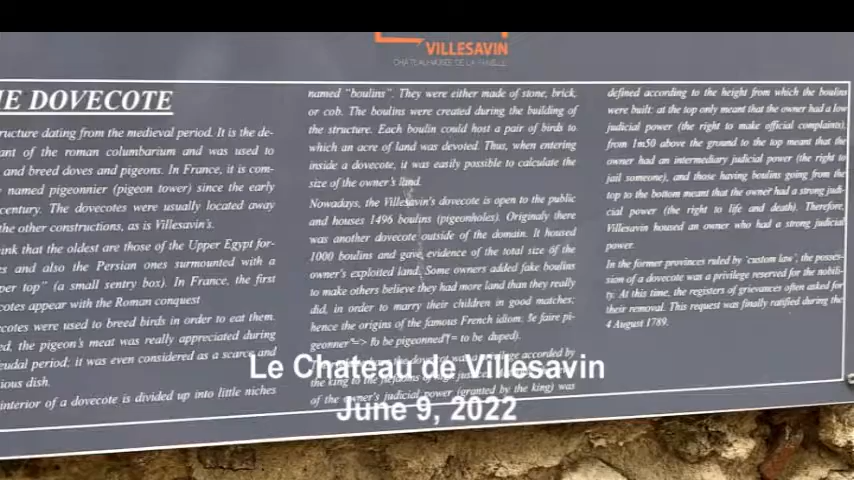 VILLESAVIN
CHATEAU-MUSEE DE LA FAMILLE
E DOVECOTE
ructure dating from the medieval period. It is the de-
ant of the roman columbarium and was used to
and breed doves and pigeons. In France, it is com-
named pigeonnier (pigeon tower) since the early
century. The dovecotes were usually located away
the other constructions, as is Villesavin's.
ink that the oldest are those of the Upper Egypt for-
es and also the Persian ones surmounted with a
per top" (a small sentry box). In France, the first
cotes appear with the Roman conquest
cotes were used to breed birds in order to eat them.
ed, the pigeon's meat was really appreciated during
eudal period; it was even considered as a scarce and
ious dish.
interior of a dovecote is divided up into little niches
named "boulins". They were either made of stone, brick,
or cob. The boulins were created during the building of
the structure. Each boulin could host a pair of birds to
which an acre of land was devoted. Thus, when entering
inside a dovecote, it was easily possible to calculate the
size of the owner's land.
Nowadays, the Villesavin's dovecote is open to the public
and houses 1496 boulins (pigeonholes). Originaly there
was another dovecote outside of the domain. It housed
1000 boulins and gave evidence of the total size of the
owner's exploited land. Some owners added fake boulins
to make others believe they had more land than they really
did, in order to marry their children in good matches;
hence the origins of the famous French idiom: Se faire pi-
geonner => To be pigeonned (= to be duped).
the dovecot was accorded by
the king to the
of the owner's judicial power (granted by the king) was
defined according to the height from which the boulins
were built: at the top only meant that the owner had a low
judicial power (the right to make official complaints),
from 1m50 above the ground to the top meant that the
owner had an intermediary judicial power (the right to
jail someone), and those having boulins going from the
top to the bottom meant that the owner had a strong judi-
cial power (the right to life and death). Therefore,
Villesavin housed an owner who had a strong judicial
power.
In the former provinces ruled by 'custom law', the posses-
sion of a dovecote was a privilege reserved for the nobili-
ty. At this time, the registers of grievances often asked for
their removal. This request was finally ratified during the
4 August 1789.
Le Chateau de Villesavin
June 9, 2022